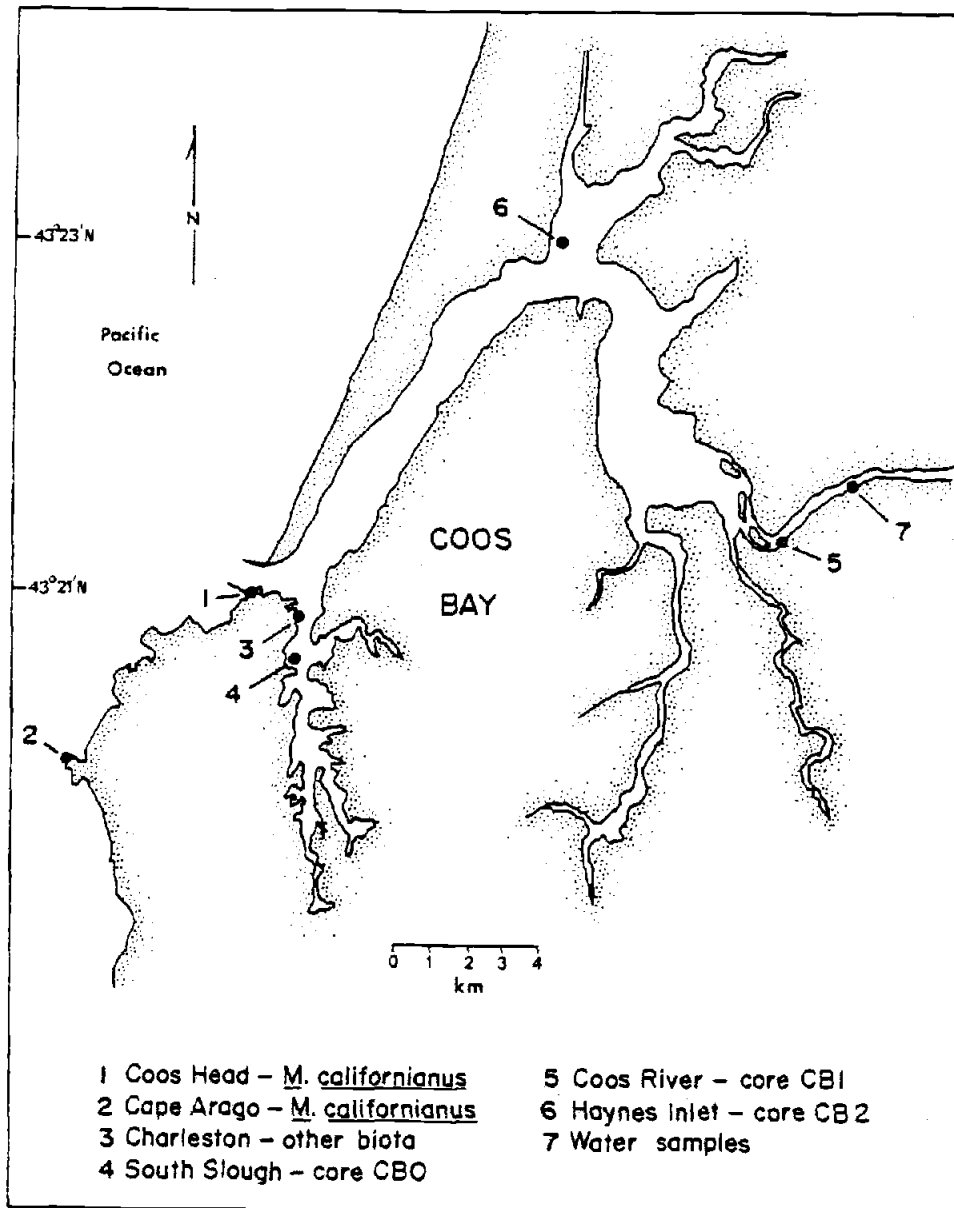 N
43°23'N
6
Pacific
Ocean
7
5
COOS
BAY
43°21'N
1
3
4
2
0 1 2 3 4
km
1 Coos Head – M. californianus
2 Cape Arago – M. californianus
3 Charleston – other biota
4 South Slough – core CBO
5 Coos River – core CB1
6 Haynes Inlet – core CB2
7 Water samples